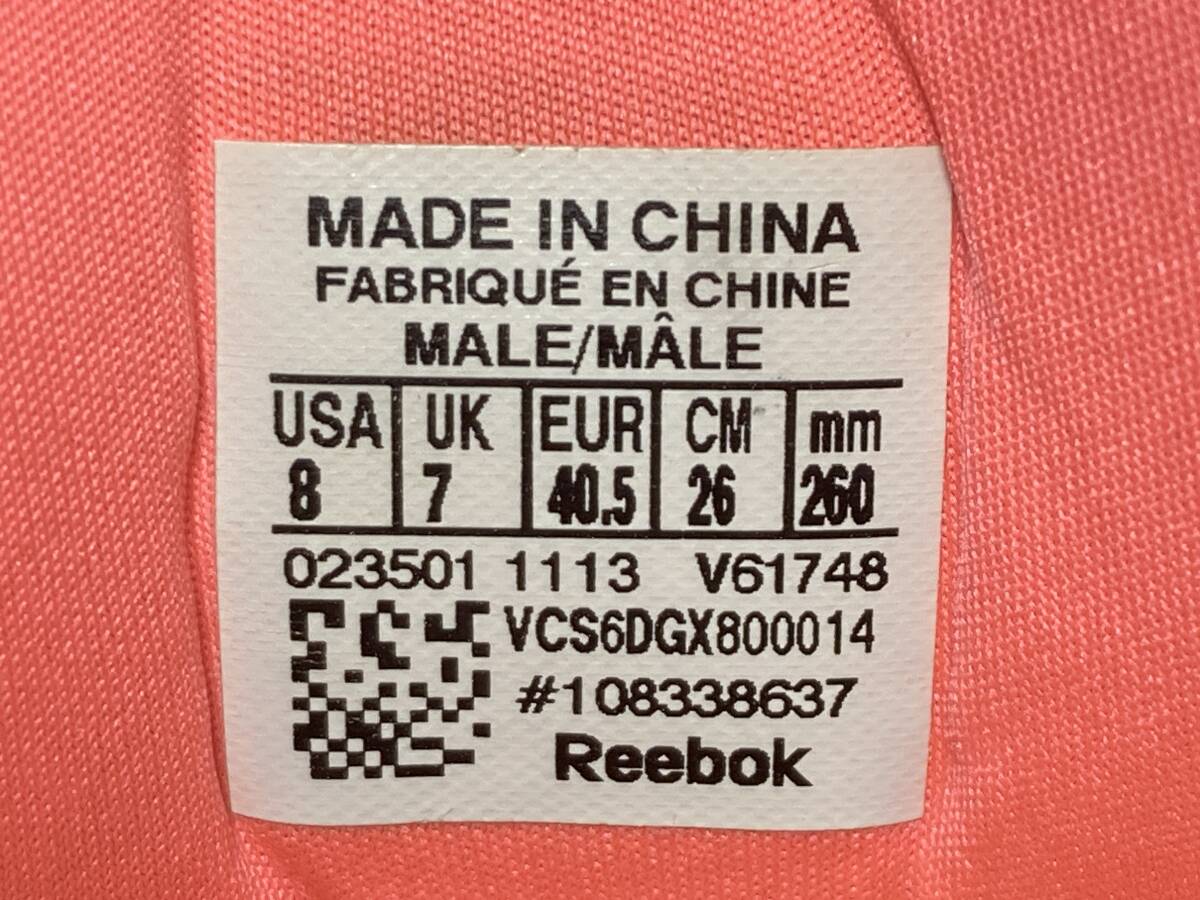 MADE IN CHINA
FABRIQUÉ EN CHINE
MALE/MÂLE
USA UK EUR CM mm
8 7 40.5 26 260
023501 1113 V61748
VCS6DGX800014
#108338637
Reebok